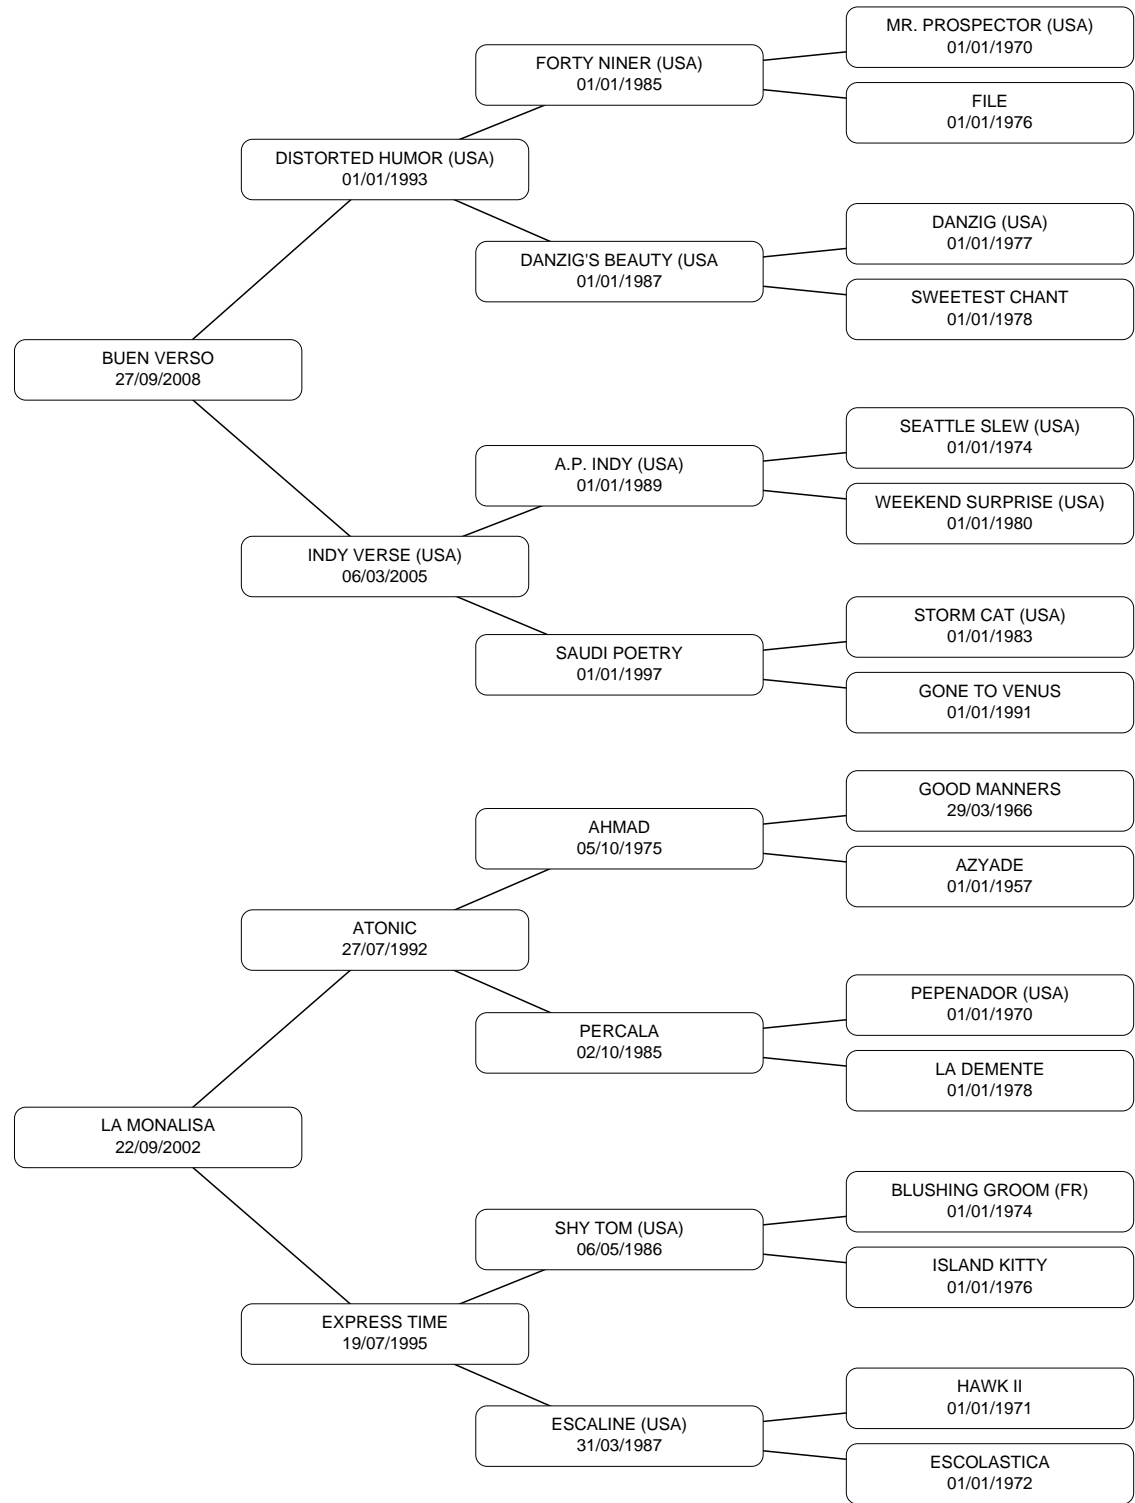 MR. PROSPECTOR (USA)
01/01/1970
FORTY NINER (USA)
01/01/1985
FILE
01/01/1976
DISTORTED HUMOR (USA)
01/01/1993
DANZIG (USA)
01/01/1977
DANZIG'S BEAUTY (USA
01/01/1987
SWEETEST CHANT
01/01/1978
BUEN VERSO
27/09/2008
SEATTLE SLEW (USA)
01/01/1974
A.P. INDY (USA)
01/01/1989
WEEKEND SURPRISE (USA)
01/01/1980
INDY VERSE (USA)
06/03/2005
STORM CAT (USA)
01/01/1983
SAUDI POETRY
01/01/1997
GONE TO VENUS
01/01/1991
GOOD MANNERS
29/03/1966
AHMAD
05/10/1975
AZYADE
01/01/1957
ATONIC
27/07/1992
PEPENADOR (USA)
01/01/1970
PERCALA
02/10/1985
LA DEMENTE
01/01/1978
LA MONALISA
22/09/2002
BLUSHING GROOM (FR)
01/01/1974
SHY TOM (USA)
06/05/1986
ISLAND KITTY
01/01/1976
EXPRESS TIME
19/07/1995
HAWK II
01/01/1971
ESCALINE (USA)
31/03/1987
ESCOLASTICA
01/01/1972